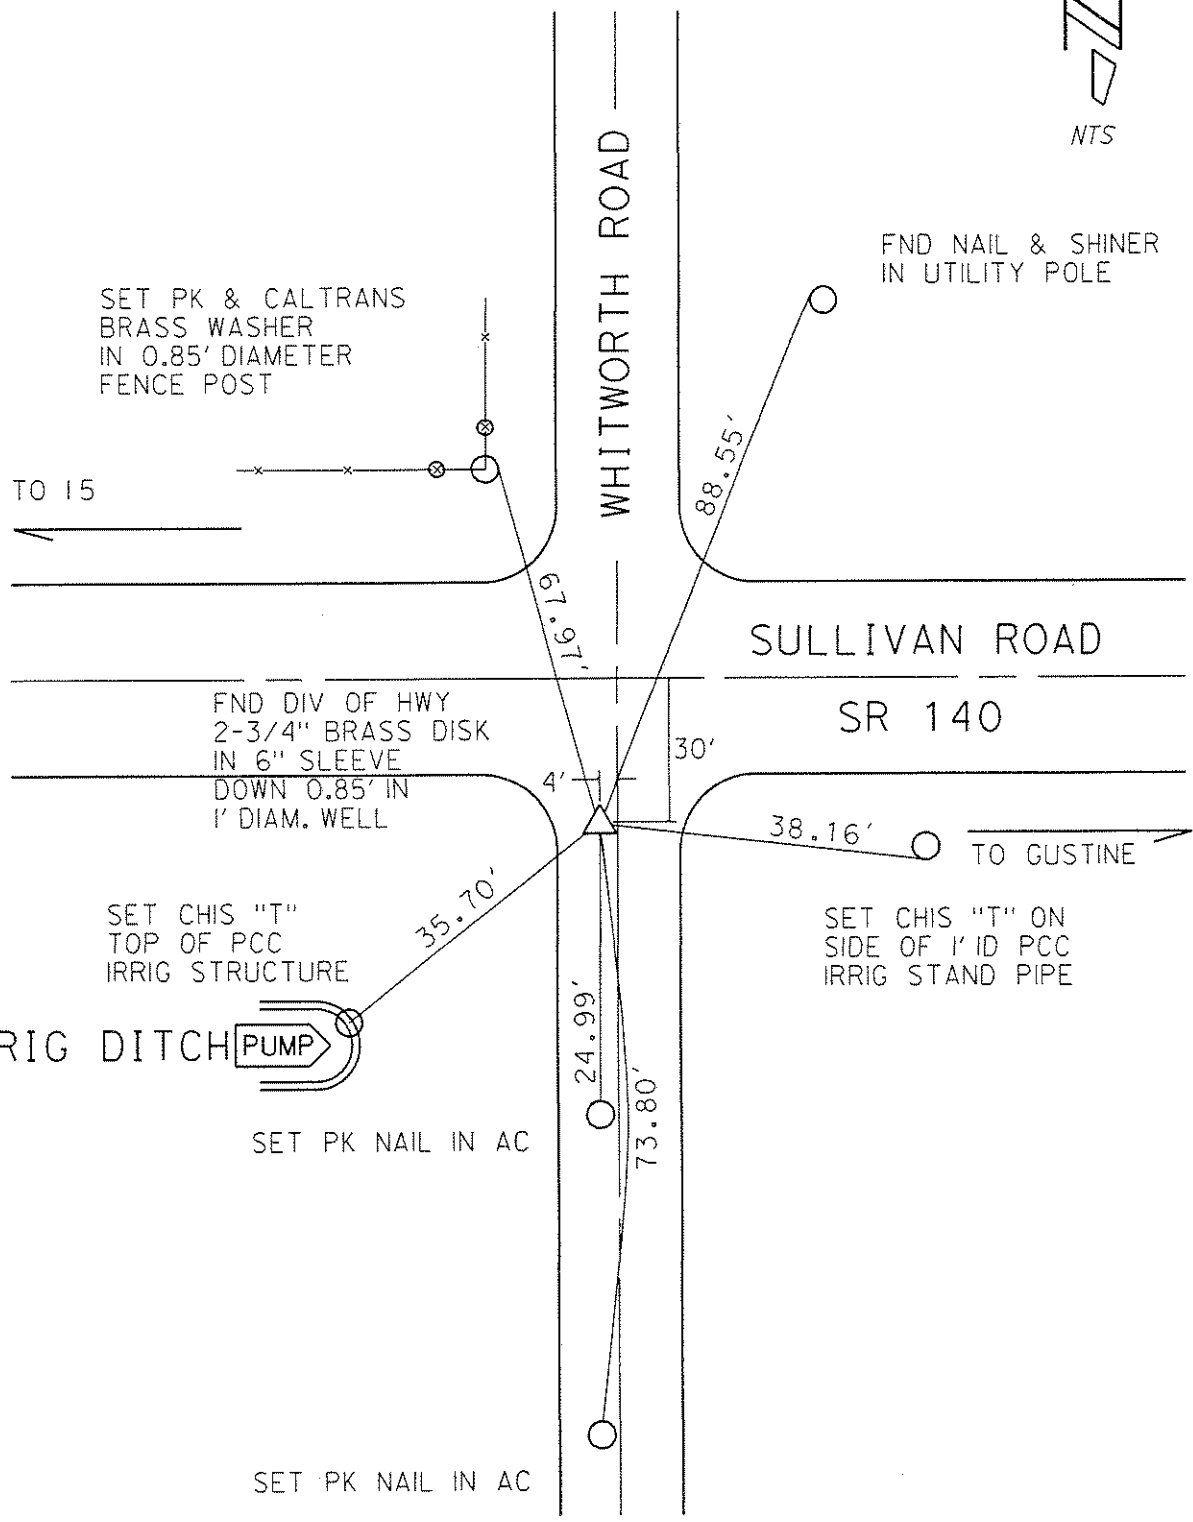 NTS
WHITWORTH ROAD
FND NAIL & SHINER
IN UTILITY POLE
SET PK & CALTRANS
BRASS WASHER
IN 0.85' DIAMETER
FENCE POST
88.55'
TO I5
67.97'
SULLIVAN ROAD
SR 140
FND DIV OF HWY
2-3/4" BRASS DISK
IN 6" SLEEVE
DOWN 0.85' IN
1' DIAM. WELL
30'
4'
38.16'
TO GUSTINE
35.70'
SET CHIS "T"
TOP OF PCC
IRRIG STRUCTURE
SET CHIS "T" ON
SIDE OF 1' ID PCC
IRRIG STAND PIPE
RIG DITCH
PUMP
24.99'
73.80'
SET PK NAIL IN AC
SET PK NAIL IN AC